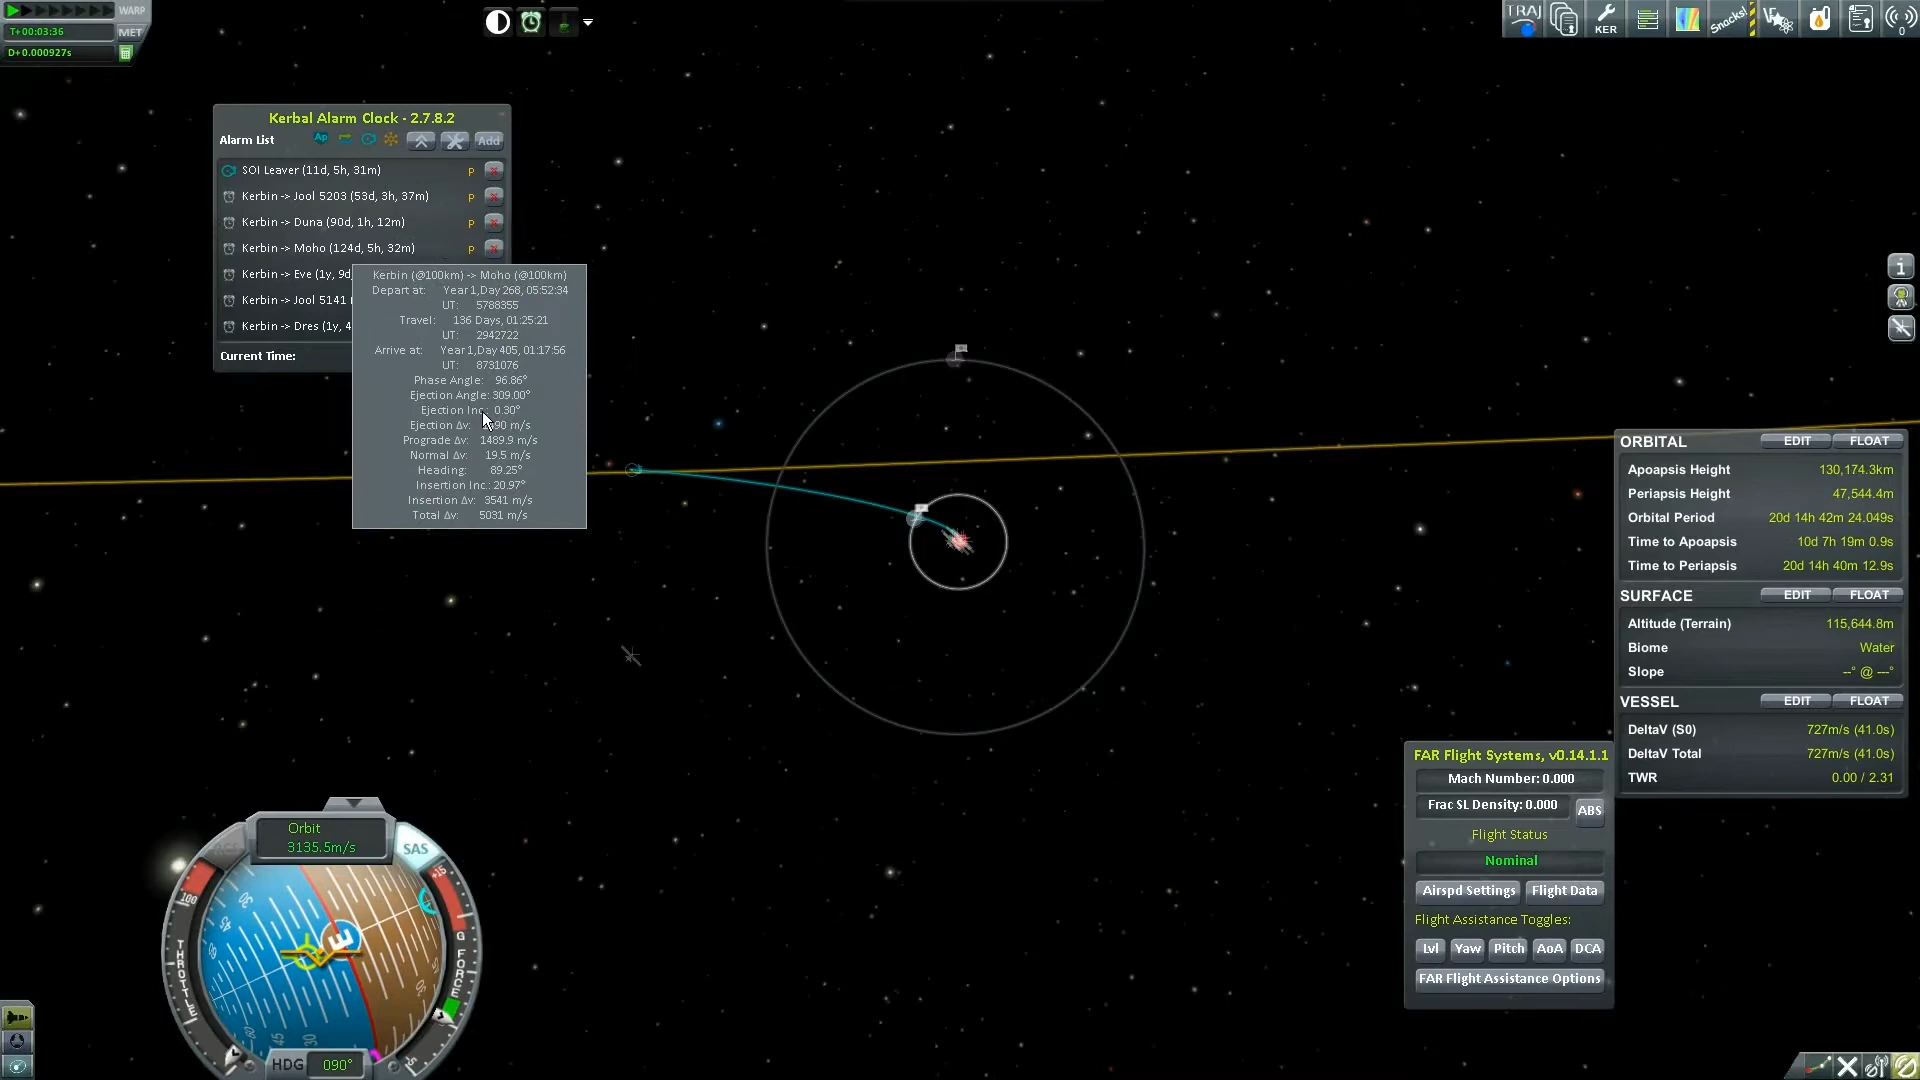 WARP
T+00:03:36
MET
D+0.000927s
TRAJ
KER
Snacks!
0
Kerbal Alarm Clock - 2.7.8.2
Alarm List
Ap
Add
SOI Leaver (11d, 5h, 31m) P
Kerbin -> Jool 5203 (53d, 3h, 37m) P
Kerbin -> Duna (90d, 1h, 12m) P
Kerbin -> Moho (124d, 5h, 32m) P
Kerbin -> Eve (1y, 9d,
Kerbin -> Jool 5141
Kerbin -> Dres (1y, 4
Current Time:
Kerbin (@100km) -> Moho (@100km)
Depart at: Year 1,Day 268, 05:52:34
UT: 5788355
Travel: 136 Days, 01:25:21
UT: 2942722
Arrive at: Year 1,Day 405, 01:17:56
UT: 8731076
Phase Angle: 96.86°
Ejection Angle: 309.00°
Ejection Inc.: 0.30°
Ejection Δv: 90 m/s
Prograde Δv: 1489.9 m/s
Normal Δv: 19.5 m/s
Heading: 89.25°
Insertion Inc.: 20.97°
Insertion Δv: 3541 m/s
Total Δv: 5031 m/s
ORBITAL EDIT FLOAT
Apoapsis Height 130,174.3km
Periapsis Height 47,544.4m
Orbital Period 20d 14h 42m 24.049s
Time to Apoapsis 10d 7h 19m 0.9s
Time to Periapsis 20d 14h 40m 12.9s
SURFACE EDIT FLOAT
Altitude (Terrain) 115,644.8m
Biome Water
Slope --° @ ---°
VESSEL EDIT FLOAT
DeltaV (S0) 727m/s (41.0s)
DeltaV Total 727m/s (41.0s)
TWR 0.00 / 2.31
FAR Flight Systems, v0.14.1.1
Mach Number: 0.000
Frac SL Density: 0.000
ABS
Flight Status
Nominal
Airspd Settings Flight Data
Flight Assistance Toggles:
Lvl Yaw Pitch AoA DCA
FAR Flight Assistance Options
Orbit
3135.5m/s
SAS
+15
100
THROTTLE
G FORCE
E
-5
HDG 090°